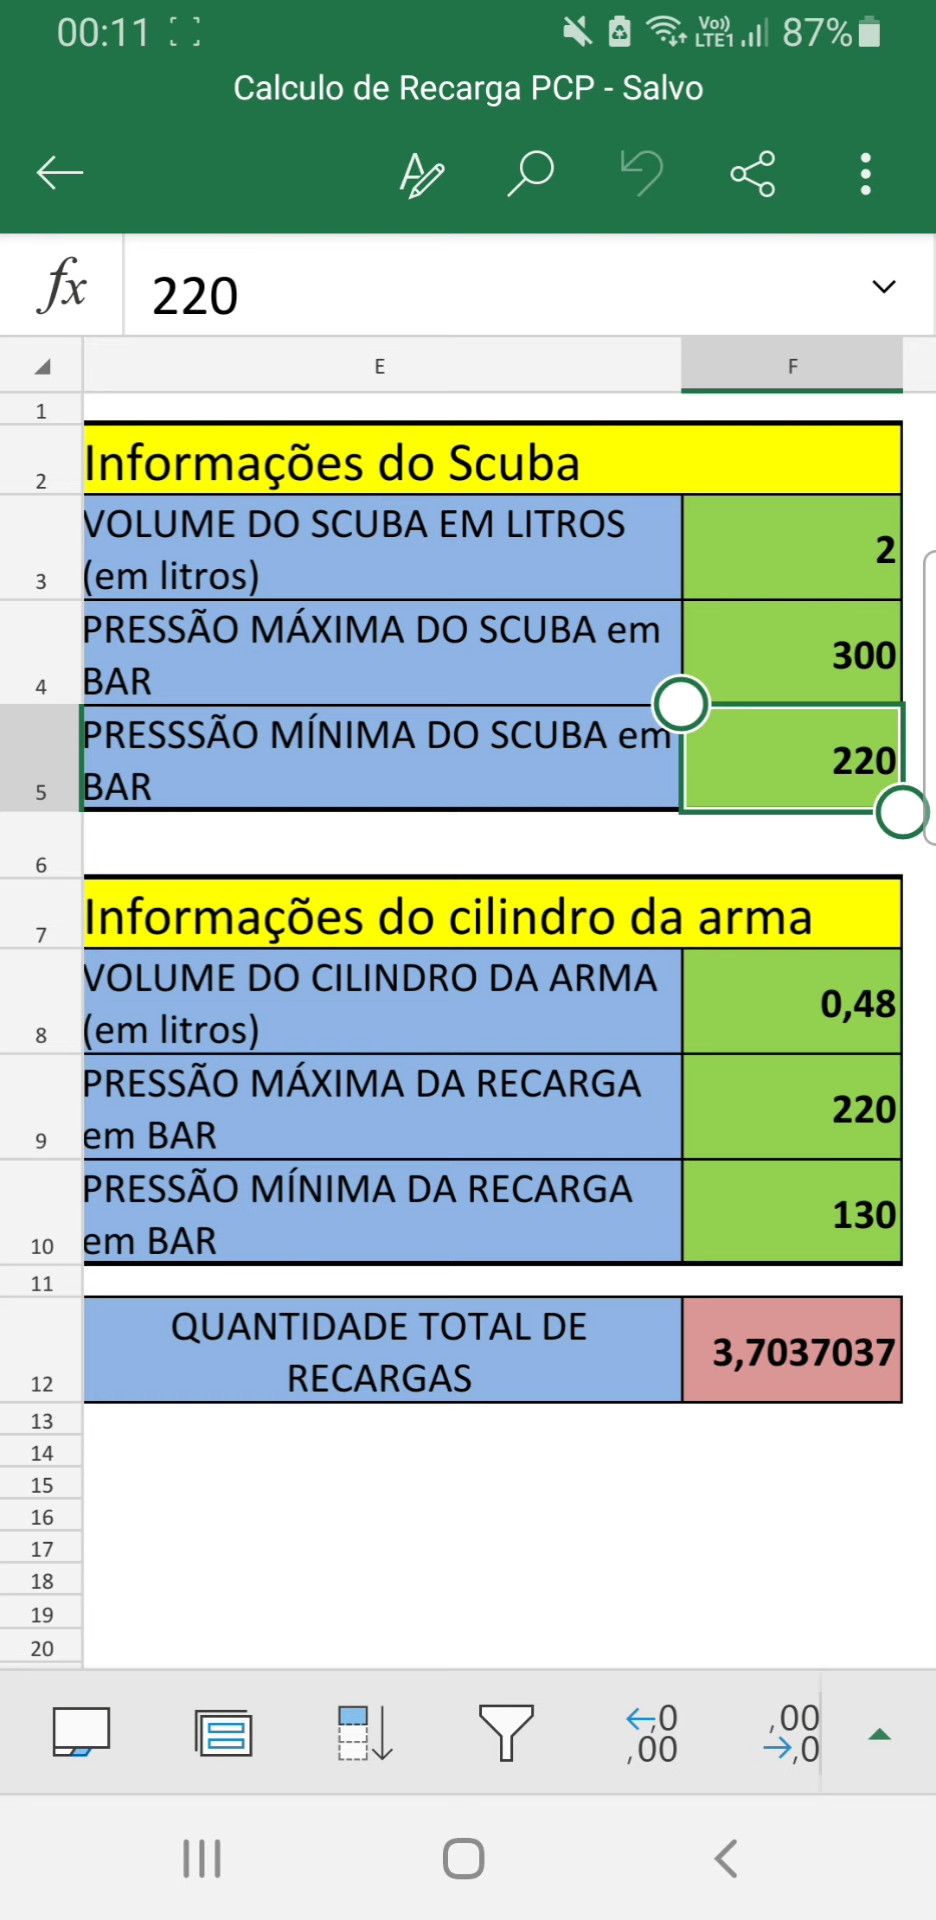 00:11 Vo)) LTE1 87%
Calculo de Recarga PCP - Salvo
fx 220
E F
1
2 Informações do Scuba
3 VOLUME DO SCUBA EM LITROS
(em litros) 2
4 PRESSÃO MÁXIMA DO SCUBA em
BAR 300
5 PRESSSÃO MÍNIMA DO SCUBA em
BAR 220
6
7 Informações do cilindro da arma
8 VOLUME DO CILINDRO DA ARMA
(em litros) 0,48
9 PRESSÃO MÁXIMA DA RECARGA
em BAR 220
10 PRESSÃO MÍNIMA DA RECARGA
em BAR 130
11
12 QUANTIDADE TOTAL DE
RECARGAS 3,7037037
13
14
15
16
17
18
19
20
←,0 ,00
,00 →,0